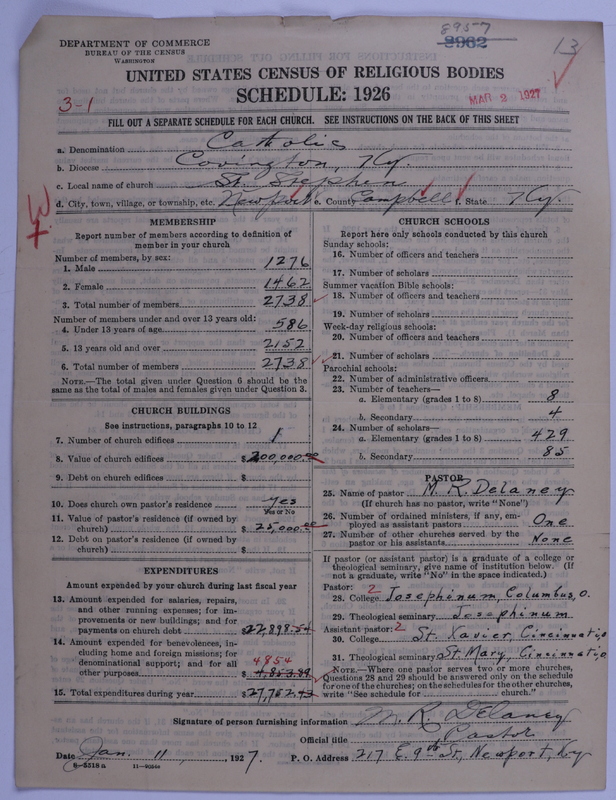 8957
8962
13
DEPARTMENT OF COMMERCE
BUREAU OF THE CENSUS
WASHINGTON
UNITED STATES CENSUS OF RELIGIOUS BODIES
SCHEDULE: 1926
3-1
MAR 2 1927
FILL OUT A SEPARATE SCHEDULE FOR EACH CHURCH. SEE INSTRUCTIONS ON THE BACK OF THIS SHEET
a. Denomination Catholic
b. Diocese Covington, Ky.
c. Local name of church St. Stephen
d. City, town, village, or township, etc. Newport e. County Campbell f. State Ky.
MEMBERSHIP
Report number of members according to definition of member in your church
Number of members, by sex:
1. Male 1276
2. Female 1462
3. Total number of members 2738
Number of members under and over 13 years old:
4. Under 13 years of age 586
5. 13 years old and over 2152
6. Total number of members 2738
NOTE.—The total given under Question 6 should be the same as the total of males and females given under Question 3.
CHURCH BUILDINGS
See instructions, paragraphs 10 to 12
7. Number of church edifices 1
8. Value of church edifices $200,000.00
9. Debt on church edifices $
10. Does church own pastor's residence Yes
Yes or No
11. Value of pastor's residence (if owned by church) $25,000.00
12. Debt on pastor's residence (if owned by church) $
EXPENDITURES
Amount expended by your church during last fiscal year
13. Amount expended for salaries, repairs, and other running expenses; for improvements or new buildings; and for payments on church debt $22,898.54
14. Amount expended for benevolences, including home and foreign missions; for denominational support; and for all other purposes 4854 $4,853.89
15. Total expenditures during year $27,752.43
CHURCH SCHOOLS
Report here only schools conducted by this church
Sunday schools:
16. Number of officers and teachers
17. Number of scholars
Summer vacation Bible schools:
18. Number of officers and teachers
19. Number of scholars
Week-day religious schools:
20. Number of officers and teachers
21. Number of scholars
Parochial schools:
22. Number of administrative officers
23. Number of teachers—
a. Elementary (grades 1 to 8) 8
b. Secondary 4
24. Number of scholars—
a. Elementary (grades 1 to 8) 429
b. Secondary 85
PASTOR
25. Name of pastor M. R. Delaney
(If church has no pastor, write "None")
26. Number of ordained ministers, if any, employed as assistant pastors One
27. Number of other churches served by the pastor or his assistants None
If pastor (or assistant pastor) is a graduate of a college or theological seminary, give name of institution below. (If not a graduate, write "No" in the space indicated.)
Pastor: 2
28. College Josephinum, Columbus, O.
29. Theological seminary Josephinum
Assistant pastor: 2
30. College St. Xavier Cincinnati, O
31. Theological seminary St Mary, Cincinnati, O
NOTE.—Where one pastor serves two or more churches, Questions 28 and 29 should be answered only on the schedule for one of the churches; on the schedules for the other churches, write "See schedule for church."
Signature of person furnishing information M. R. Delaney
Official title Pastor
Date Jan. 11, 1927. P. O. Address 217 E. 9th St, Newport, Ky
8-5518 a